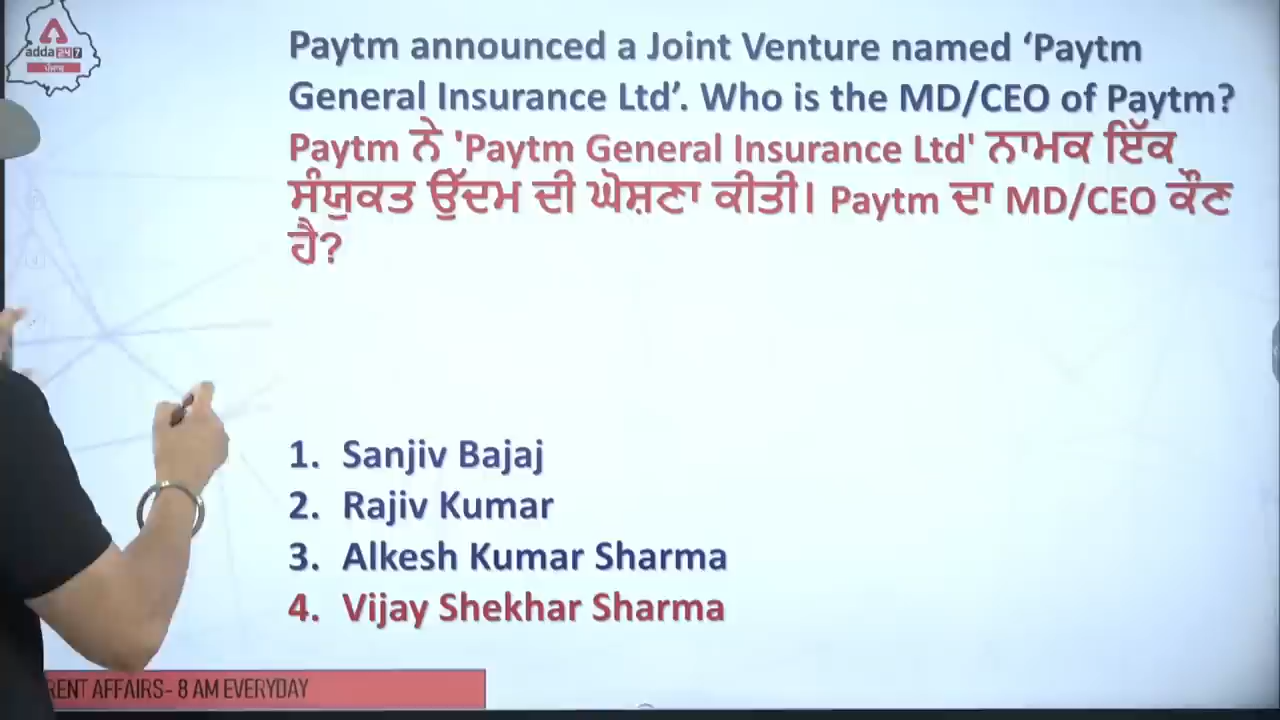 adda 247
ਪੰਜਾਬ
Paytm announced a Joint Venture named ‘Paytm
General Insurance Ltd’. Who is the MD/CEO of Paytm?
Paytm ਨੇ 'Paytm General Insurance Ltd' ਨਾਮਕ ਇੱਕ
ਸੰਯੁਕਤ ਉੱਦਮ ਦੀ ਘੋਸ਼ਣਾ ਕੀਤੀ। Paytm ਦਾ MD/CEO ਕੌਣ
ਹੈ?
1. Sanjiv Bajaj
2. Rajiv Kumar
3. Alkesh Kumar Sharma
4. Vijay Shekhar Sharma
RENT AFFAIRS- 8 AM EVERYDAY